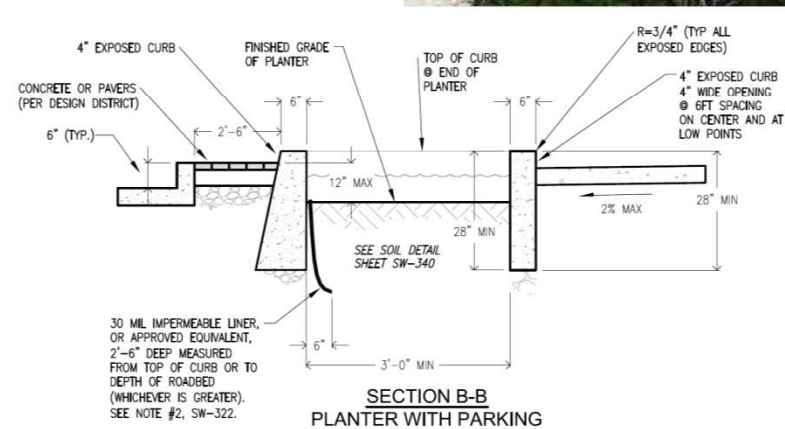 4" EXPOSED CURB
FINISHED GRADE
OF PLANTER
TOP OF CURB
@ END OF
PLANTER
R=3/4" (TYP ALL
EXPOSED EDGES)
CONCRETE OR PAVERS
(PER DESIGN DISTRICT)
4" EXPOSED CURB
4" WIDE OPENING
@ 6FT SPACING
ON CENTER AND AT
LOW POINTS
6" (TYP.)
2'-6"
6"
6"
12" MAX
2% MAX
28" MIN
28" MIN
SEE SOIL DETAIL
SHEET SW-340
30 MIL IMPERMEABLE LINER,
OR APPROVED EQUIVALENT,
2'-6" DEEP MEASURED
FROM TOP OF CURB OR TO
DEPTH OF ROADBED
(WHICHEVER IS GREATER).
SEE NOTE #2, SW-322.
6"
3'-0" MIN
SECTION B-B
PLANTER WITH PARKING